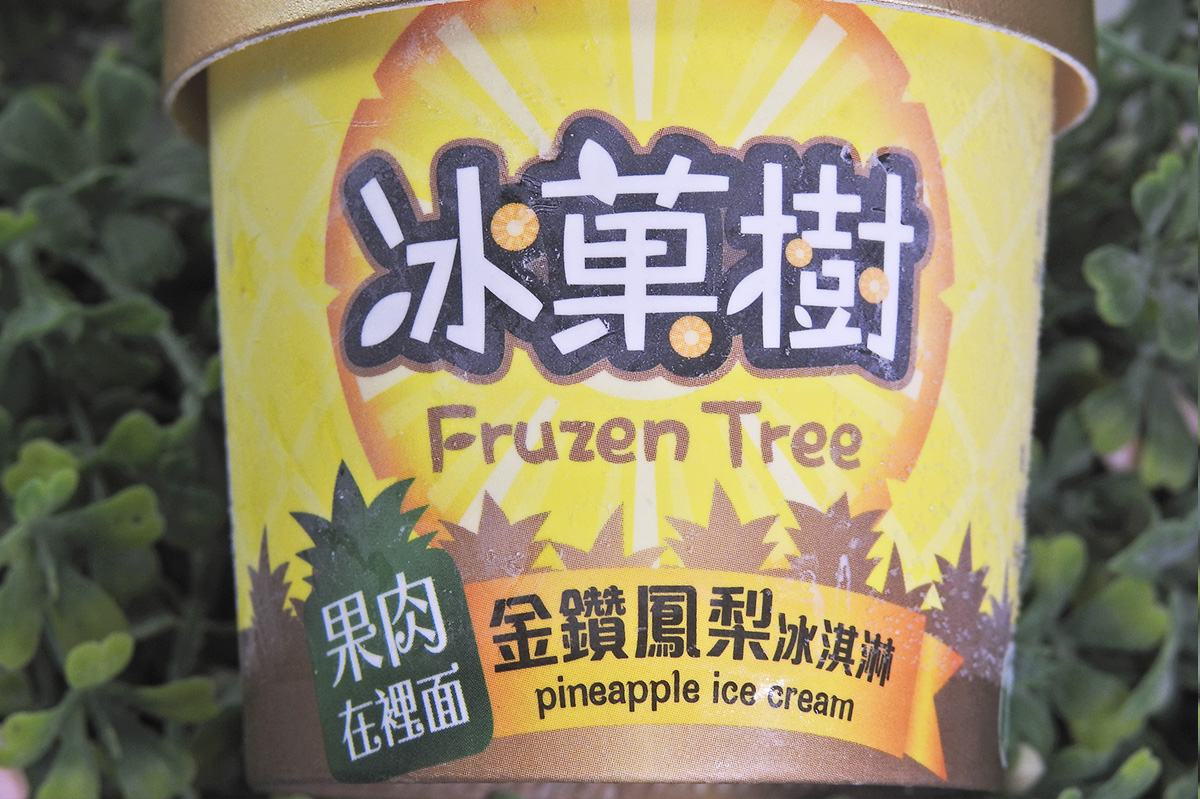 冰菓樹
Fruzen Tree
果肉
在裡面
金鑽鳳梨冰淇淋
pineapple ice cream